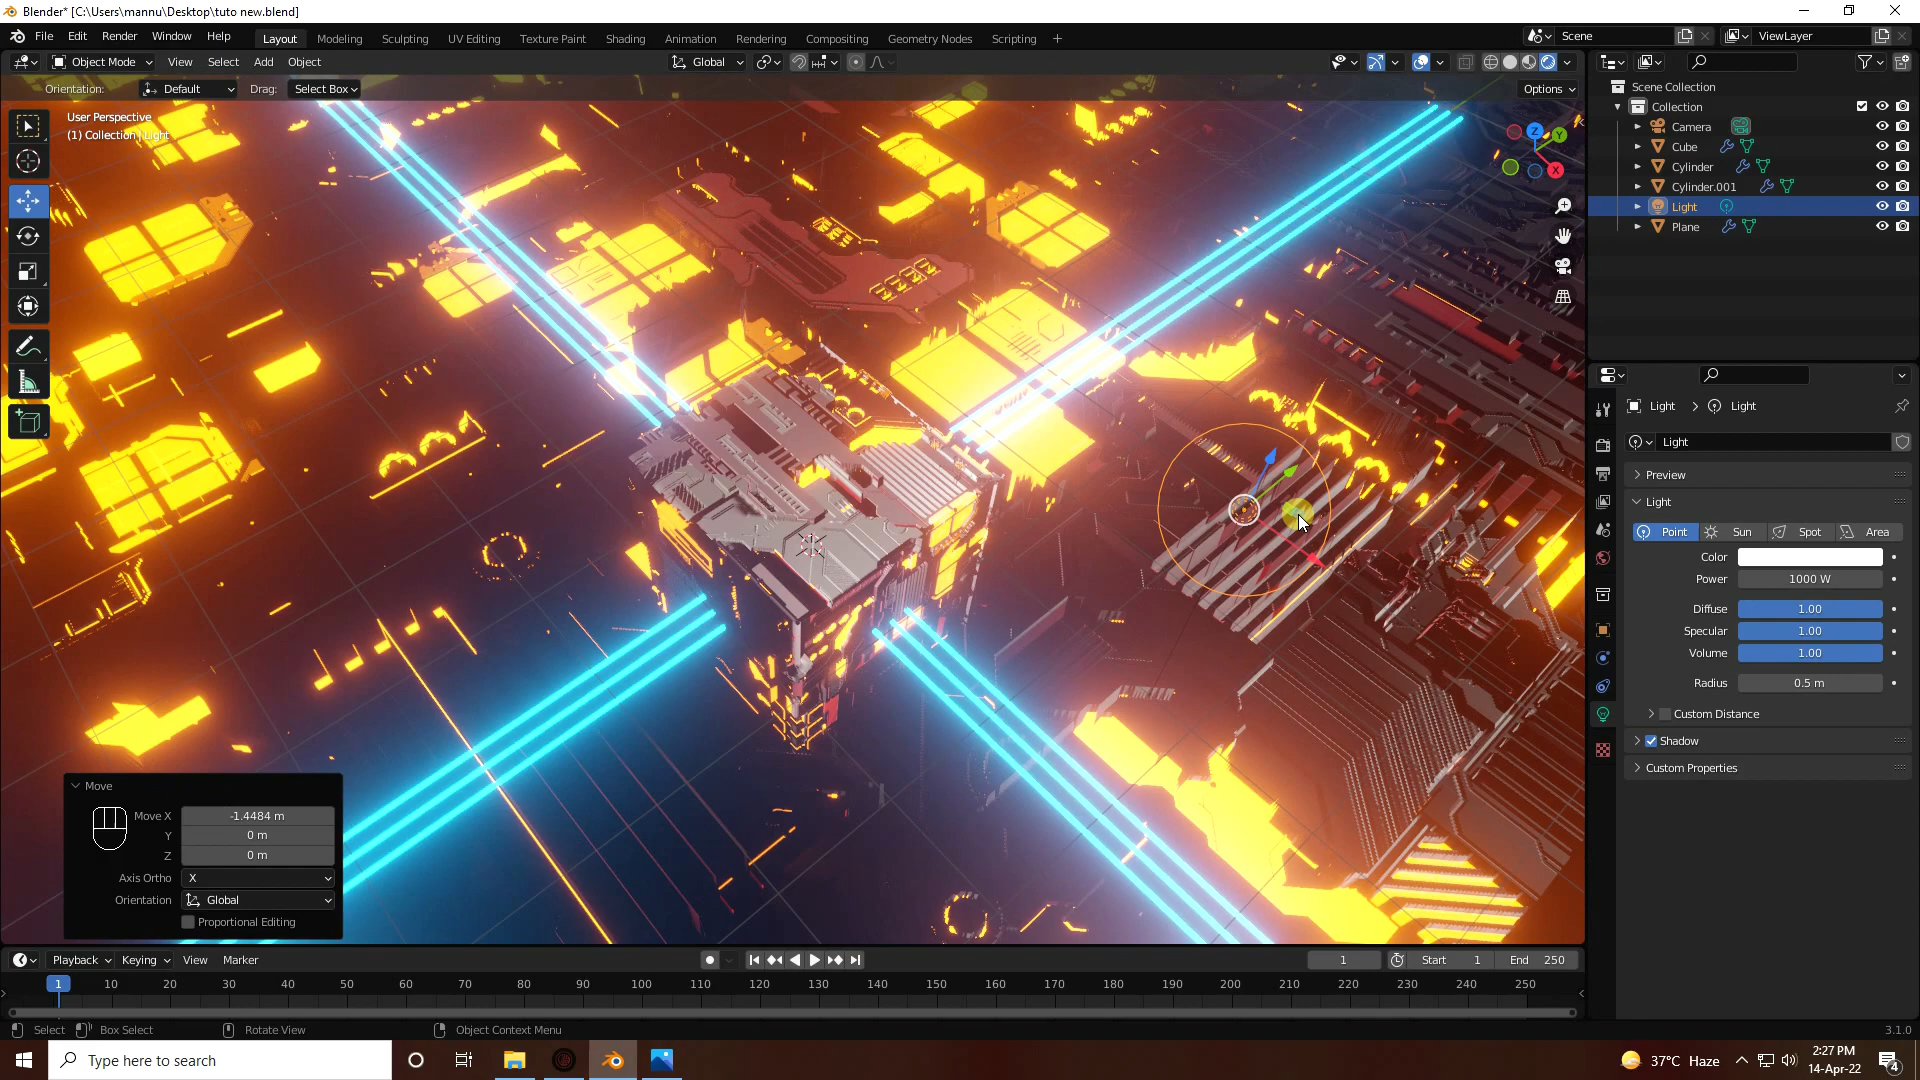 Blender* [C:\Users\mannu\Desktop\tuto new.blend]
File Edit Render Window Help Layout Modeling Sculpting UV Editing Texture Paint Shading Animation Rendering Compositing Geometry Nodes Scripting + Scene ViewLayer
Object Mode View Select Add Object Global
Orientation: Default Drag: Select Box Options
User Perspective
(1) Collection | Light
Z
Y
X
Scene Collection
Collection
Camera
Cube
Cylinder
Cylinder.001
Light
Plane
Light > Light
Light
Preview
Light
Point Sun Spot Area
Color
Power 1000 W
Diffuse 1.00
Specular 1.00
Volume 1.00
Radius 0.5 m
Custom Distance
Shadow
Custom Properties
Move
Move X -1.4484 m
Y 0 m
Z 0 m
Axis Ortho X
Orientation Global
Proportional Editing
Playback Keying View Marker 1 Start 1 End 250
1 10 20 30 40 50 60 70 80 90 100 110 120 130 140 150 160 170 180 190 200 210 220 230 240 250
Select Box Select Rotate View Object Context Menu 3.1.0
Type here to search
37°C Haze
2:27 PM
14-Apr-22
4